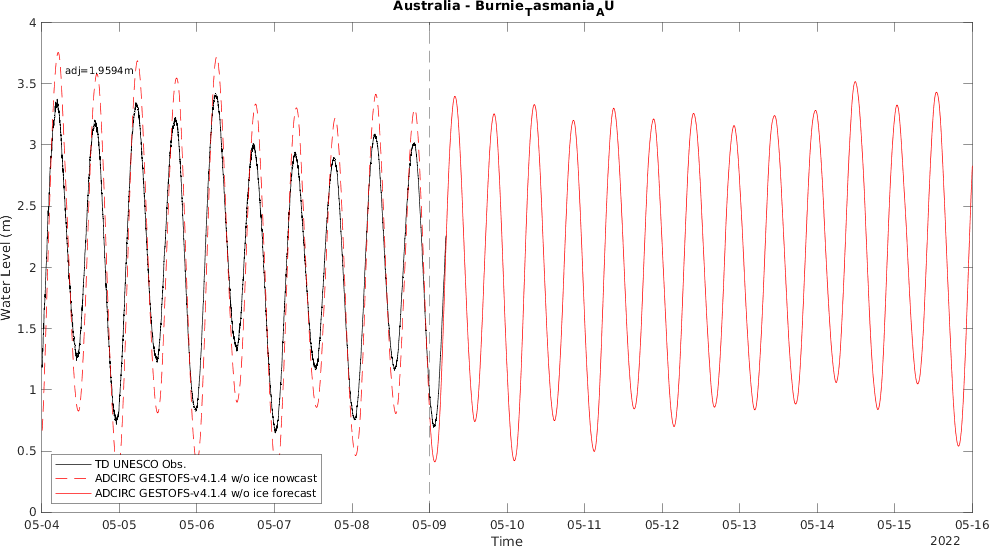 Australia - BurnieTasmaniaAU
4
3.5
3
2.5
2
1.5
1
0.5
0
Water Level (m)
adj=1.9594m
TD UNESCO Obs.
ADCIRC GESTOFS-v4.1.4 w/o ice nowcast
ADCIRC GESTOFS-v4.1.4 w/o ice forecast
05-04 05-05 05-06 05-07 05-08 05-09 05-10 05-11 05-12 05-13 05-14 05-15 05-16
Time
2022